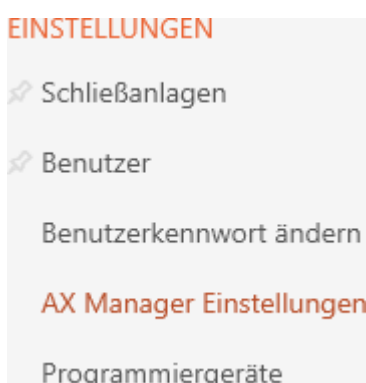 EINSTELLUNGEN
Schließanlagen
Benutzer
Benutzerkennwort ändern
AX Manager Einstellungen
Programmiergeräte